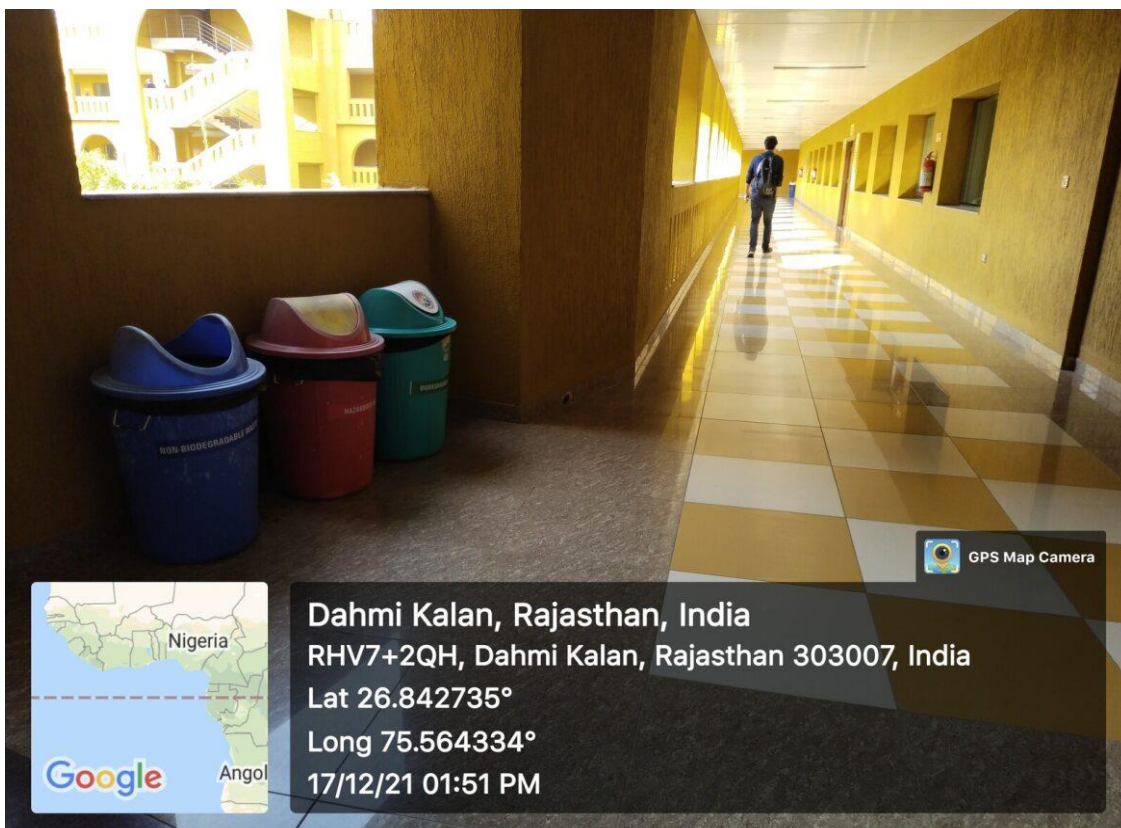 NON-BIODEGRADABLE
GPS Map Camera
Nigeria
Angol
Google
Dahmi Kalan, Rajasthan, India
RHV7+2QH, Dahmi Kalan, Rajasthan 303007, India
Lat 26.842735°
Long 75.564334°
17/12/21 01:51 PM